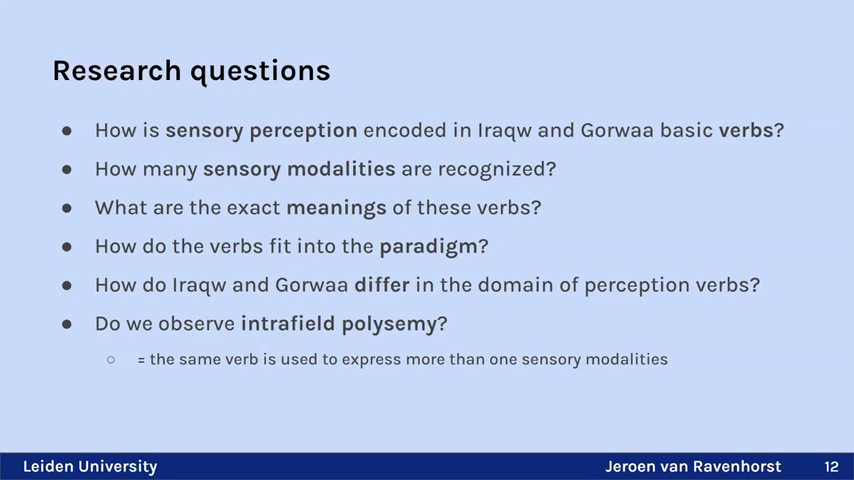 Research questions
● How is sensory perception encoded in Iraqw and Gorwaa basic verbs?
● How many sensory modalities are recognized?
● What are the exact meanings of these verbs?
● How do the verbs fit into the paradigm?
● How do Iraqw and Gorwaa differ in the domain of perception verbs?
● Do we observe intrafield polysemy?
○ = the same verb is used to express more than one sensory modalities
Leiden University Jeroen van Ravenhorst 12